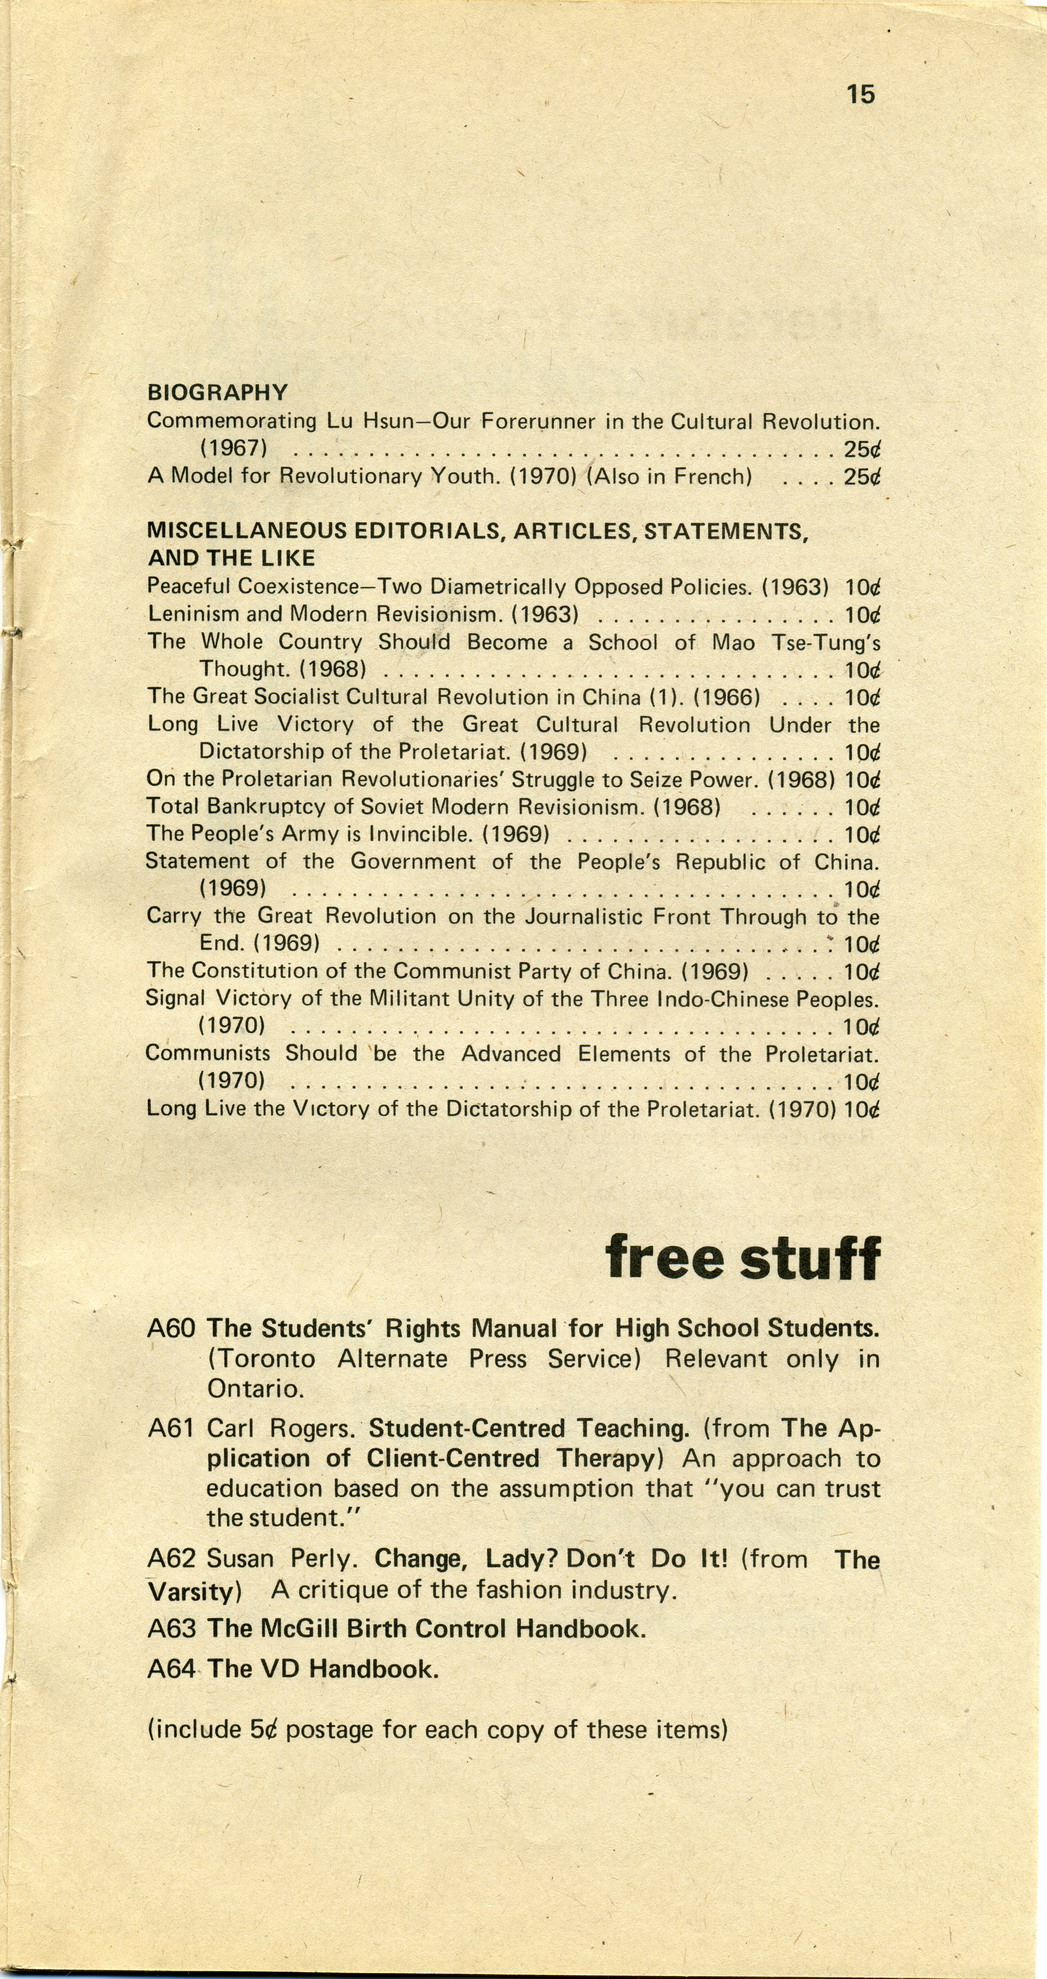 15
BIOGRAPHY
Commemorating Lu Hsun—Our Forerunner in the Cultural Revolution.
(1967) . . . . . . . . . . . . . . . . . . . . . . . . . . . . . . . . . . . . 25¢
A Model for Revolutionary Youth. (1970) (Also in French) . . . . 25¢
MISCELLANEOUS EDITORIALS, ARTICLES, STATEMENTS,
AND THE LIKE
Peaceful Coexistence—Two Diametrically Opposed Policies. (1963) 10¢
Leninism and Modern Revisionism. (1963) . . . . . . . . . . . . . . . . 10¢
The Whole Country Should Become a School of Mao Tse-Tung's
Thought. (1968) . . . . . . . . . . . . . . . . . . . . . . . . . . . . . . 10¢
The Great Socialist Cultural Revolution in China (1). (1966) . . . . 10¢
Long Live Victory of the Great Cultural Revolution Under the
Dictatorship of the Proletariat. (1969) . . . . . . . . . . . . . . . 10¢
On the Proletarian Revolutionaries' Struggle to Seize Power. (1968) 10¢
Total Bankruptcy of Soviet Modern Revisionism. (1968) . . . . . . 10¢
The People's Army is Invincible. (1969) . . . . . . . . . . . . . . . . . . 10¢
Statement of the Government of the People's Republic of China.
(1969) . . . . . . . . . . . . . . . . . . . . . . . . . . . . . . . . . . . . 10¢
Carry the Great Revolution on the Journalistic Front Through to the
End. (1969) . . . . . . . . . . . . . . . . . . . . . . . . . . . . . . . . . 10¢
The Constitution of the Communist Party of China. (1969) . . . . . 10¢
Signal Victory of the Militant Unity of the Three Indo-Chinese Peoples.
(1970) . . . . . . . . . . . . . . . . . . . . . . . . . . . . . . . . . . . . 10¢
Communists Should be the Advanced Elements of the Proletariat.
(1970) . . . . . . . . . . . . . . . . . . . . . . . . . . . . . . . . . . . . 10¢
Long Live the Victory of the Dictatorship of the Proletariat. (1970) 10¢
free stuff
A60 The Students' Rights Manual for High School Students.
(Toronto Alternate Press Service) Relevant only in
Ontario.
A61 Carl Rogers. Student-Centred Teaching. (from The Ap-
plication of Client-Centred Therapy) An approach to
education based on the assumption that "you can trust
the student."
A62 Susan Perly. Change, Lady? Don't Do It! (from The
Varsity) A critique of the fashion industry.
A63 The McGill Birth Control Handbook.
A64 The VD Handbook.
(include 5¢ postage for each copy of these items)